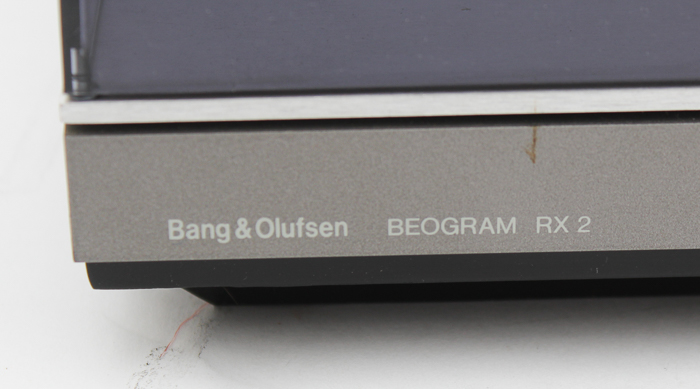 Bang & Olufsen BEOGRAM RX 2